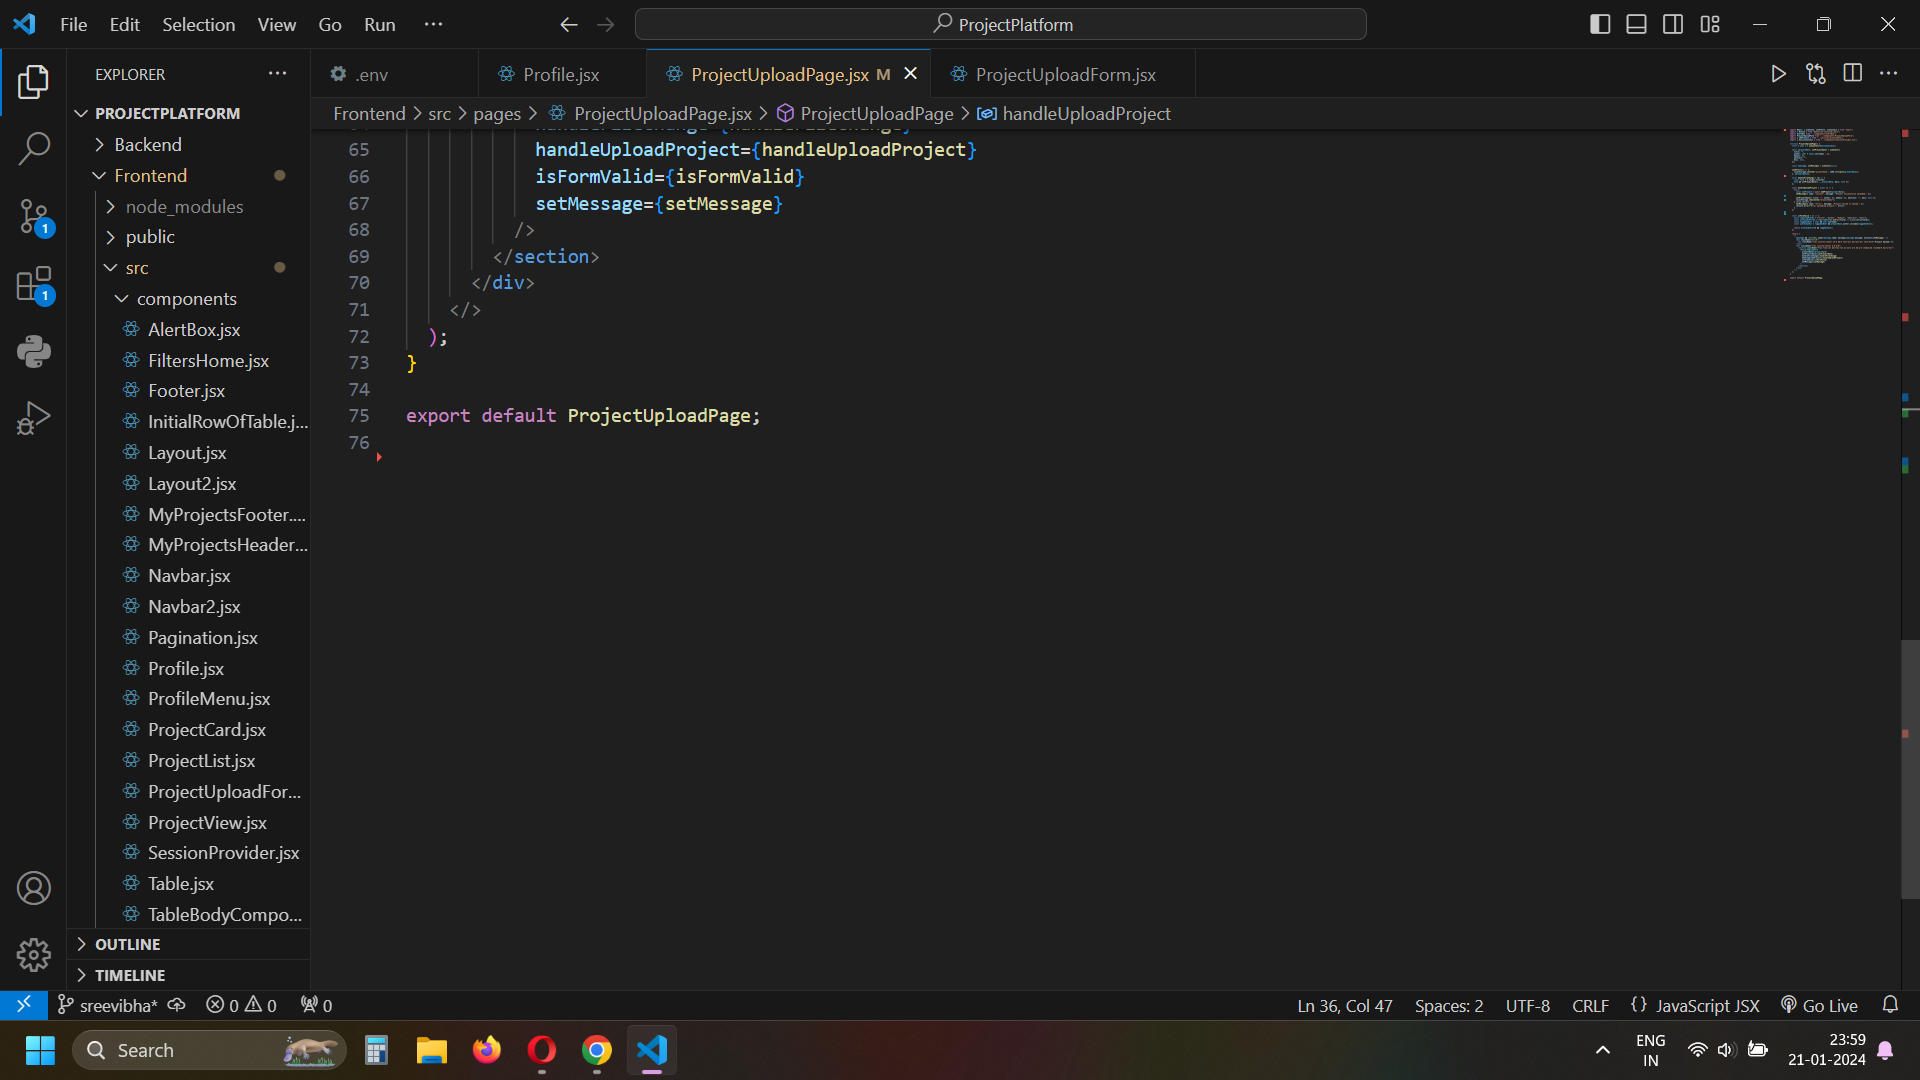 File Edit Selection View Go Run ···
ProjectPlatform
EXPLORER ···
.env
Profile.jsx
ProjectUploadPage.jsx M
ProjectUploadForm.jsx
Frontend > src > pages > ProjectUploadPage.jsx > ProjectUploadPage > handleUploadProject
PROJECTPLATFORM
Backend
Frontend
node_modules
public
src
components
AlertBox.jsx
FiltersHome.jsx
Footer.jsx
InitialRowOfTable.j...
Layout.jsx
Layout2.jsx
MyProjectsFooter....
MyProjectsHeader...
Navbar.jsx
Navbar2.jsx
Pagination.jsx
Profile.jsx
ProfileMenu.jsx
ProjectCard.jsx
ProjectList.jsx
ProjectUploadFor...
ProjectView.jsx
SessionProvider.jsx
Table.jsx
TableBodyCompo...
OUTLINE
TIMELINE
1
1
65 handleUploadProject={handleUploadProject}
66 isFormValid={isFormValid}
67 setMessage={setMessage}
68 />
69 </section>
70 </div>
71 </>
72 );
73 }
74
75 export default ProjectUploadPage;
76
sreevibha* 0 0 0
Ln 36, Col 47 Spaces: 2 UTF-8 CRLF {} JavaScript JSX Go Live
Search
ENG
IN
23:59
21-01-2024